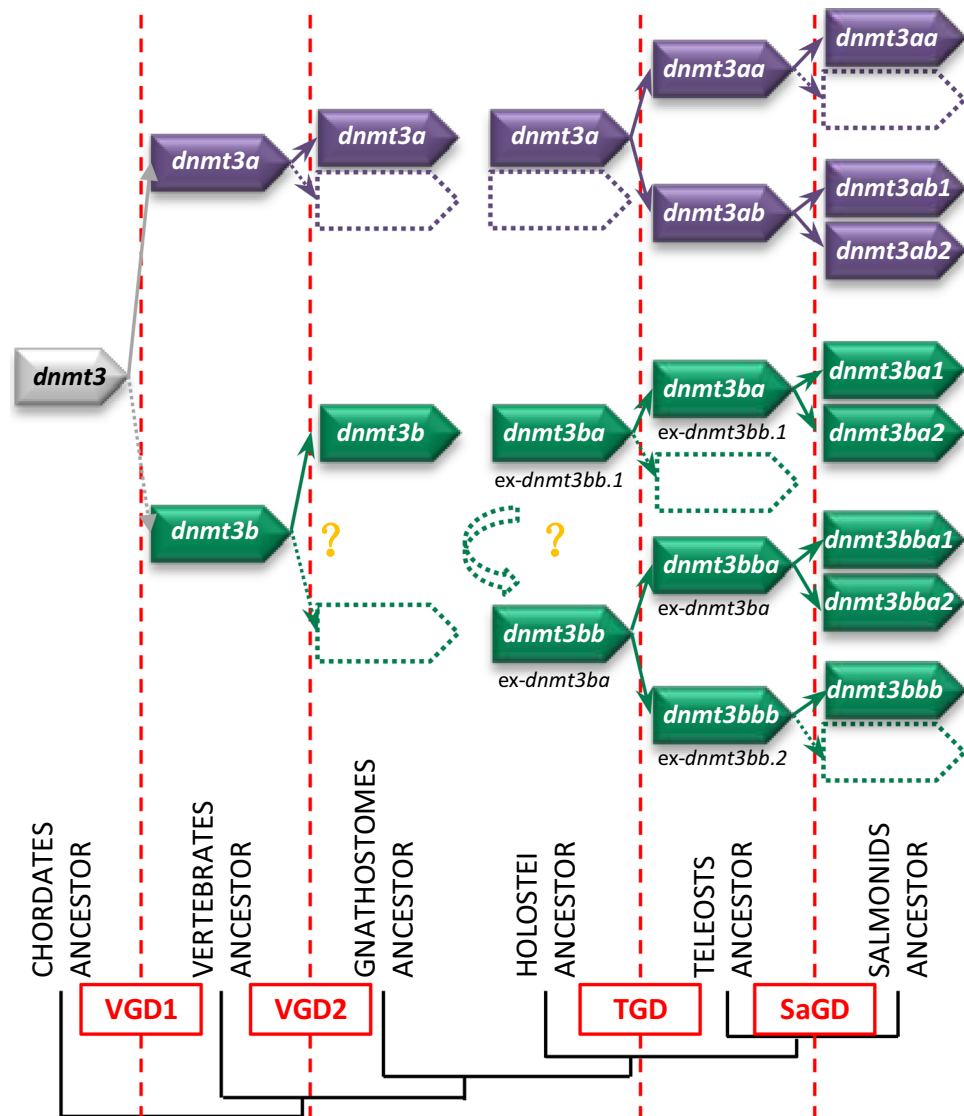 dnmt3aa
dnmt3aa
dnmt3a
dnmt3a
dnmt3a
dnmt3ab1
dnmt3ab
dnmt3ab2
dnmt3
dnmt3ba1
dnmt3ba
ex-dnmt3bb.1
dnmt3b
dnmt3ba
ex-dnmt3bb.1
dnmt3ba2
dnmt3b
?
?
dnmt3bba1
dnmt3bba
ex-dnmt3ba
dnmt3bba2
dnmt3bb
ex-dnmt3ba
dnmt3bbb
dnmt3bbb
ex-dnmt3bb.2
CHORDATES
ANCESTOR
VERTEBRATES
ANCESTOR
GNATHOSTOMES
ANCESTOR
HOLOSTEI
ANCESTOR
TELEOSTS
ANCESTOR
SALMONIDS
ANCESTOR
VGD1
VGD2
TGD
SaGD